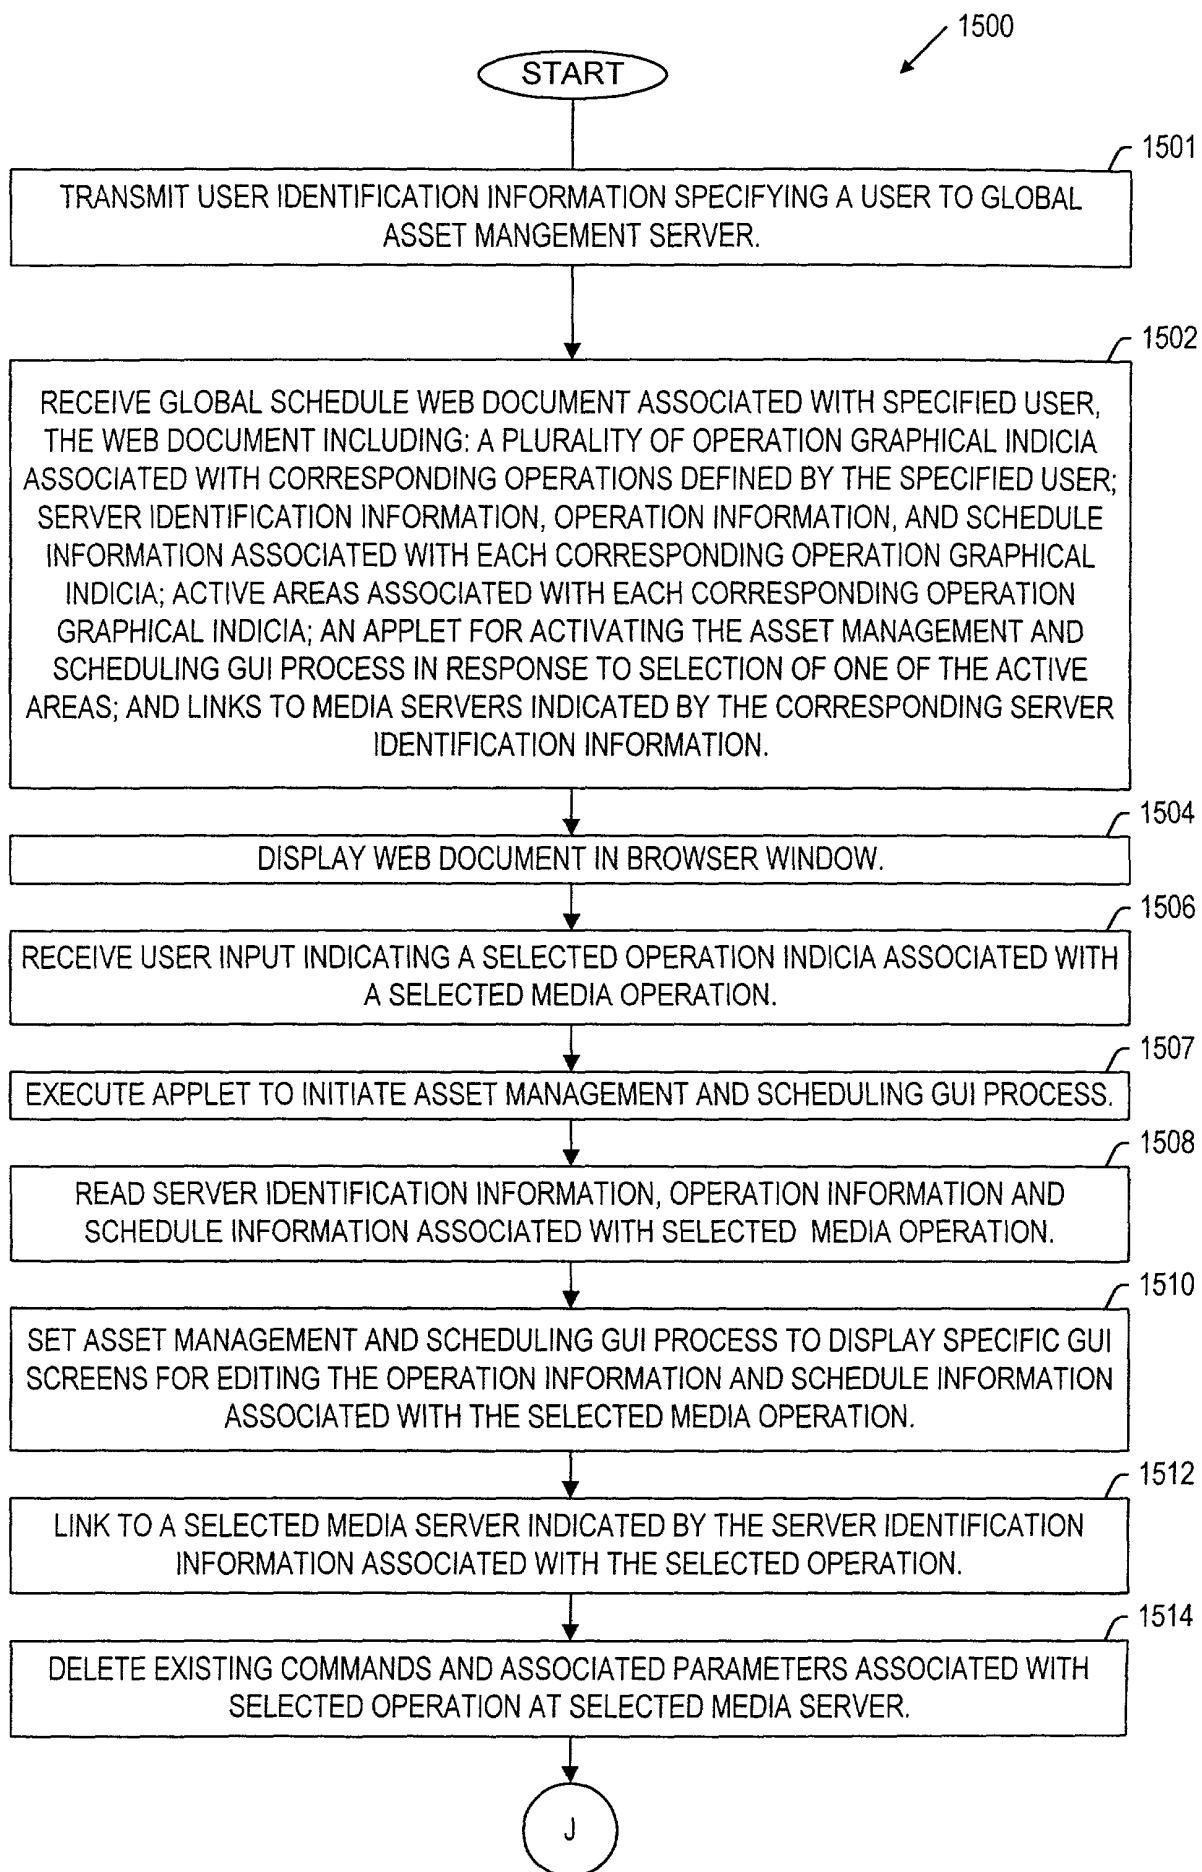 1500
START
1501
TRANSMIT USER IDENTIFICATION INFORMATION SPECIFYING A USER TO GLOBAL
ASSET MANGEMENT SERVER.
1502
RECEIVE GLOBAL SCHEDULE WEB DOCUMENT ASSOCIATED WITH SPECIFIED USER,
THE WEB DOCUMENT INCLUDING: A PLURALITY OF OPERATION GRAPHICAL INDICIA
ASSOCIATED WITH CORRESPONDING OPERATIONS DEFINED BY THE SPECIFIED USER;
SERVER IDENTIFICATION INFORMATION, OPERATION INFORMATION, AND SCHEDULE
INFORMATION ASSOCIATED WITH EACH CORRESPONDING OPERATION GRAPHICAL
INDICIA; ACTIVE AREAS ASSOCIATED WITH EACH CORRESPONDING OPERATION
GRAPHICAL INDICIA; AN APPLET FOR ACTIVATING THE ASSET MANAGEMENT AND
SCHEDULING GUI PROCESS IN RESPONSE TO SELECTION OF ONE OF THE ACTIVE
AREAS; AND LINKS TO MEDIA SERVERS INDICATED BY THE CORRESPONDING SERVER
IDENTIFICATION INFORMATION.
1504
DISPLAY WEB DOCUMENT IN BROWSER WINDOW.
1506
RECEIVE USER INPUT INDICATING A SELECTED OPERATION INDICIA ASSOCIATED WITH
A SELECTED MEDIA OPERATION.
1507
EXECUTE APPLET TO INITIATE ASSET MANAGEMENT AND SCHEDULING GUI PROCESS.
1508
READ SERVER IDENTIFICATION INFORMATION, OPERATION INFORMATION AND
SCHEDULE INFORMATION ASSOCIATED WITH SELECTED MEDIA OPERATION.
1510
SET ASSET MANAGEMENT AND SCHEDULING GUI PROCESS TO DISPLAY SPECIFIC GUI
SCREENS FOR EDITING THE OPERATION INFORMATION AND SCHEDULE INFORMATION
ASSOCIATED WITH THE SELECTED MEDIA OPERATION.
1512
LINK TO A SELECTED MEDIA SERVER INDICATED BY THE SERVER IDENTIFICATION
INFORMATION ASSOCIATED WITH THE SELECTED OPERATION.
1514
DELETE EXISTING COMMANDS AND ASSOCIATED PARAMETERS ASSOCIATED WITH
SELECTED OPERATION AT SELECTED MEDIA SERVER.
J